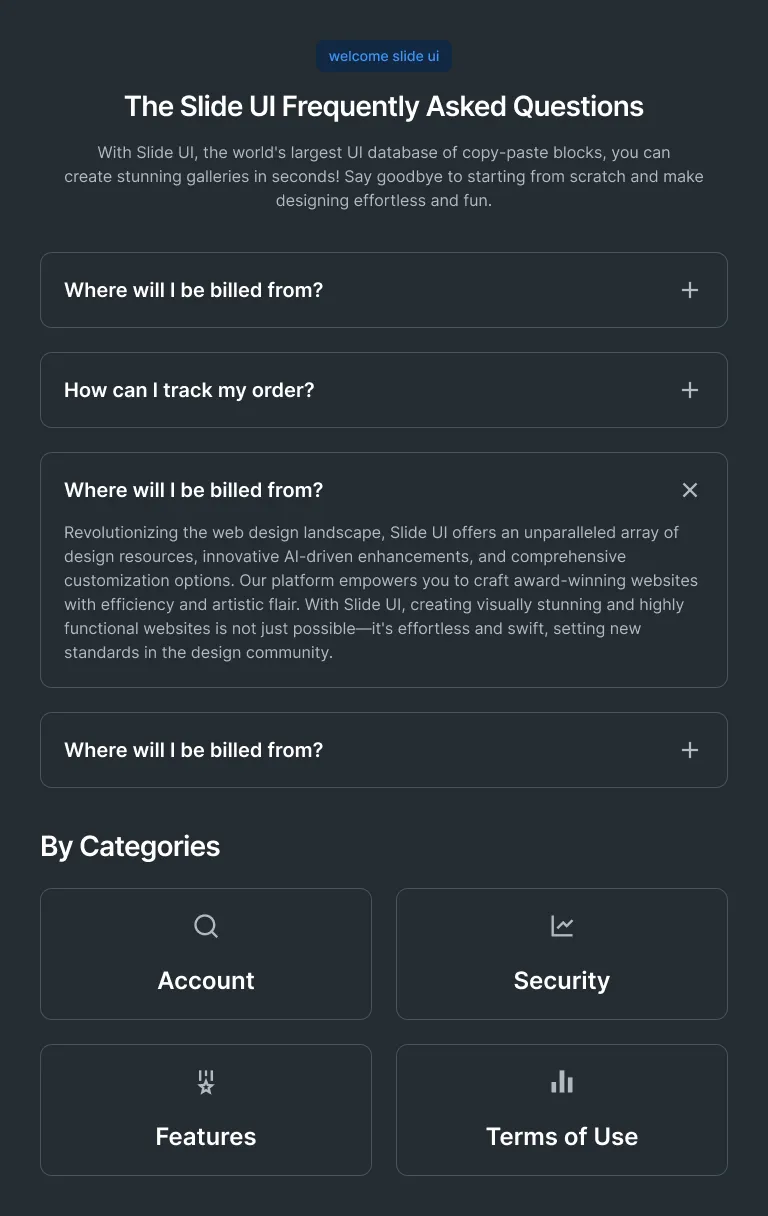 welcome slide ui
The Slide UI Frequently Asked Questions
With Slide UI, the world's largest UI database of copy-paste blocks, you can
create stunning galleries in seconds! Say goodbye to starting from scratch and make
designing effortless and fun.
Where will I be billed from?
How can I track my order?
Where will I be billed from?
Revolutionizing the web design landscape, Slide UI offers an unparalleled array of
design resources, innovative AI-driven enhancements, and comprehensive
customization options. Our platform empowers you to craft award-winning websites
with efficiency and artistic flair. With Slide UI, creating visually stunning and highly
functional websites is not just possible—it's effortless and swift, setting new
standards in the design community.
Where will I be billed from?
By Categories
Account
Security
Features
Terms of Use